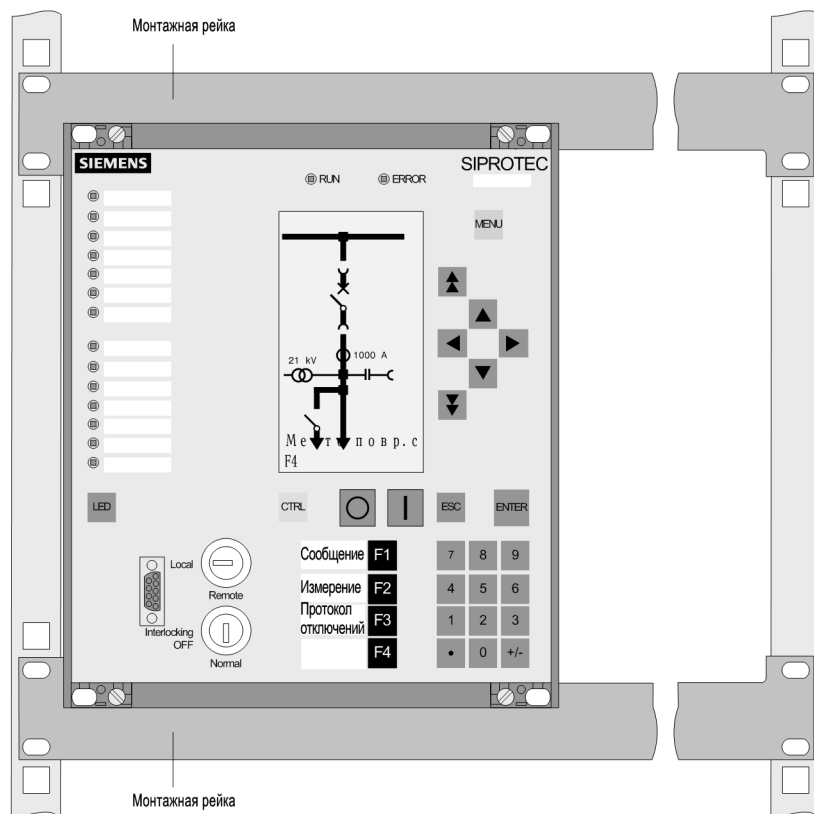 Монтажная рейка
SIEMENS
SIPROTEC
RUN
ERROR
MENU
21 kV
1000 A
Место повр.с
F4
LED
CTRL
ESC
ENTER
Local
Remote
Interlocking
OFF
Normal
Сообщение F1
Измерение F2
Протокол
отключений F3
F4
7 8 9
4 5 6
1 2 3
• 0 +/-
Монтажная рейка